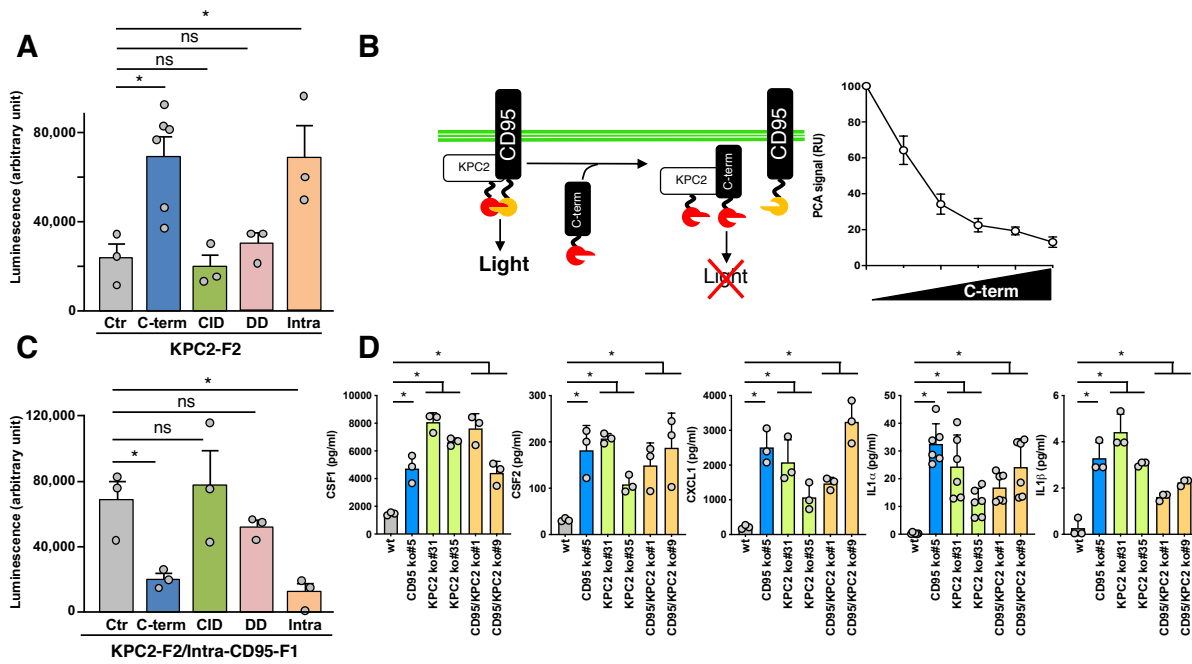 A
Luminescence (arbitrary unit)
80,000
40,000
0
*
ns
ns
*
Ctr C-term CID DD Intra
KPC2-F2
B
CD95
KPC2
C-term
Light
KPC2
C-term
CD95
Light
PCA signal (RU)
100
80
60
40
20
0
C-term
C
Luminescence (arbitrary unit)
120,000
80,000
40,000
0
*
ns
ns
*
Ctr C-term CID DD Intra
KPC2-F2/Intra-CD95-F1
D
CSF1 (pg/ml)
10000
8000
6000
4000
2000
0
*
*
*
wt
CD95 ko#5
KPC2 ko#31
KPC2 ko#35
CD95/KPC2 ko#1
CD95/KPC2 ko#9
CSF2 (pg/ml)
300
200
100
0
*
*
*
wt
CD95 ko#5
KPC2 ko#31
KPC2 ko#35
CD95/KPC2 ko#1
CD95/KPC2 ko#9
CXCL1 (pg/ml)
4000
3000
2000
1000
0
*
*
*
wt
CD95 ko#5
KPC2 ko#31
KPC2 ko#35
CD95/KPC2 ko#1
CD95/KPC2 ko#9
IL1α (pg/ml)
50
40
30
20
10
0
*
*
*
wt
CD95 ko#5
KPC2 ko#31
KPC2 ko#35
CD95/KPC2 ko#1
CD95/KPC2 ko#9
IL1β (pg/ml)
6
4
2
0
*
*
*
wt
CD95 ko#5
KPC2 ko#31
KPC2 ko#35
CD95/KPC2 ko#1
CD95/KPC2 ko#9